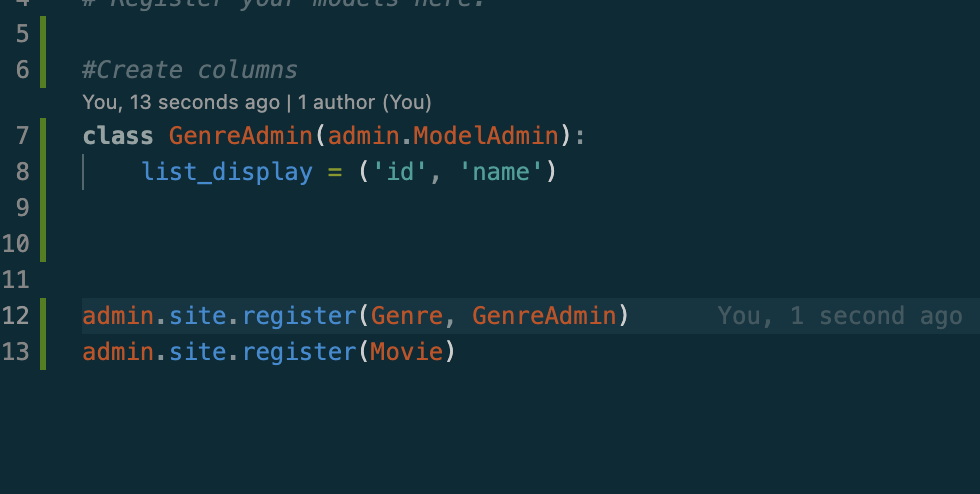 4 # Register your models here.
5
6 #Create columns
You, 13 seconds ago | 1 author (You)
7 class GenreAdmin(admin.ModelAdmin):
8 list_display = ('id', 'name')
9
10
11
12 admin.site.register(Genre, GenreAdmin) You, 1 second ago
13 admin.site.register(Movie)